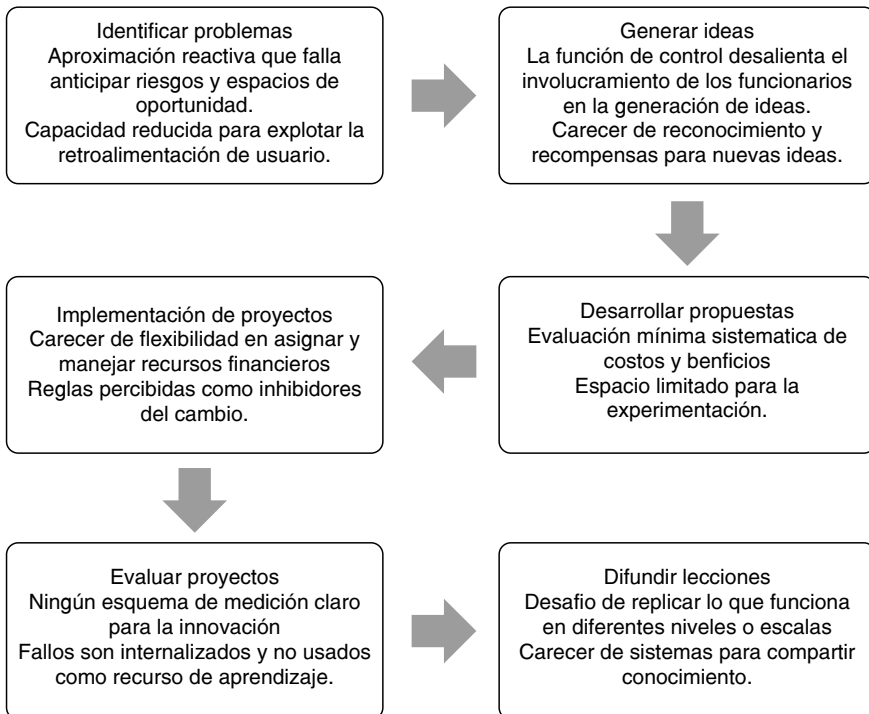 Identificar problemas
Aproximación reactiva que falla
anticipar riesgos y espacios de
oportunidad.
Capacidad reducida para explotar la
retroalimentación de usuario.
Generar ideas
La función de control desalienta el
involucramiento de los funcionarios
en la generación de ideas.
Carecer de reconocimiento y
recompensas para nuevas ideas.
Desarrollar propuestas
Evaluación mínima sistematica de
costos y benficios
Espacio limitado para la
experimentación.
Implementación de proyectos
Carecer de flexibilidad en asignar y
manejar recursos financieros
Reglas percibidas como inhibidores
del cambio.
Evaluar proyectos
Ningún esquema de medición claro
para la innovación
Fallos son internalizados y no usados
como recurso de aprendizaje.
Difundir lecciones
Desafio de replicar lo que funciona
en diferentes niveles o escalas
Carecer de sistemas para compartir
conocimiento.